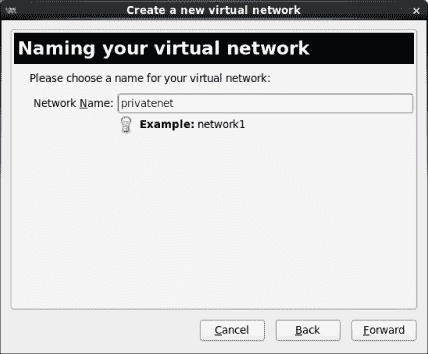 Create a new virtual network
Naming your virtual network
Please choose a name for your virtual network:
Network Name: privatenet
Example: network1
Cancel Back Forward